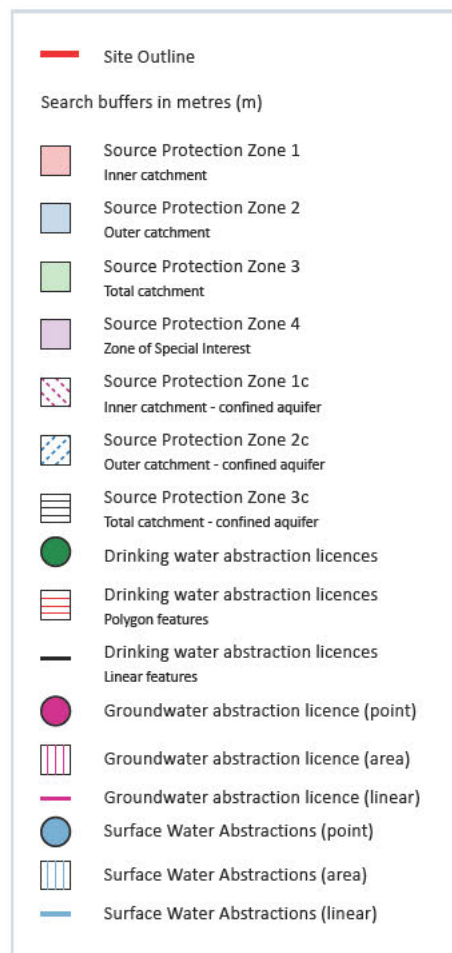 Site Outline
Search buffers in metres (m)
Source Protection Zone 1
Inner catchment
Source Protection Zone 2
Outer catchment
Source Protection Zone 3
Total catchment
Source Protection Zone 4
Zone of Special Interest
Source Protection Zone 1c
Inner catchment - confined aquifer
Source Protection Zone 2c
Outer catchment - confined aquifer
Source Protection Zone 3c
Total catchment - confined aquifer
Drinking water abstraction licences
Drinking water abstraction licences
Polygon features
Drinking water abstraction licences
Linear features
Groundwater abstraction licence (point)
Groundwater abstraction licence (area)
Groundwater abstraction licence (linear)
Surface Water Abstractions (point)
Surface Water Abstractions (area)
Surface Water Abstractions (linear)